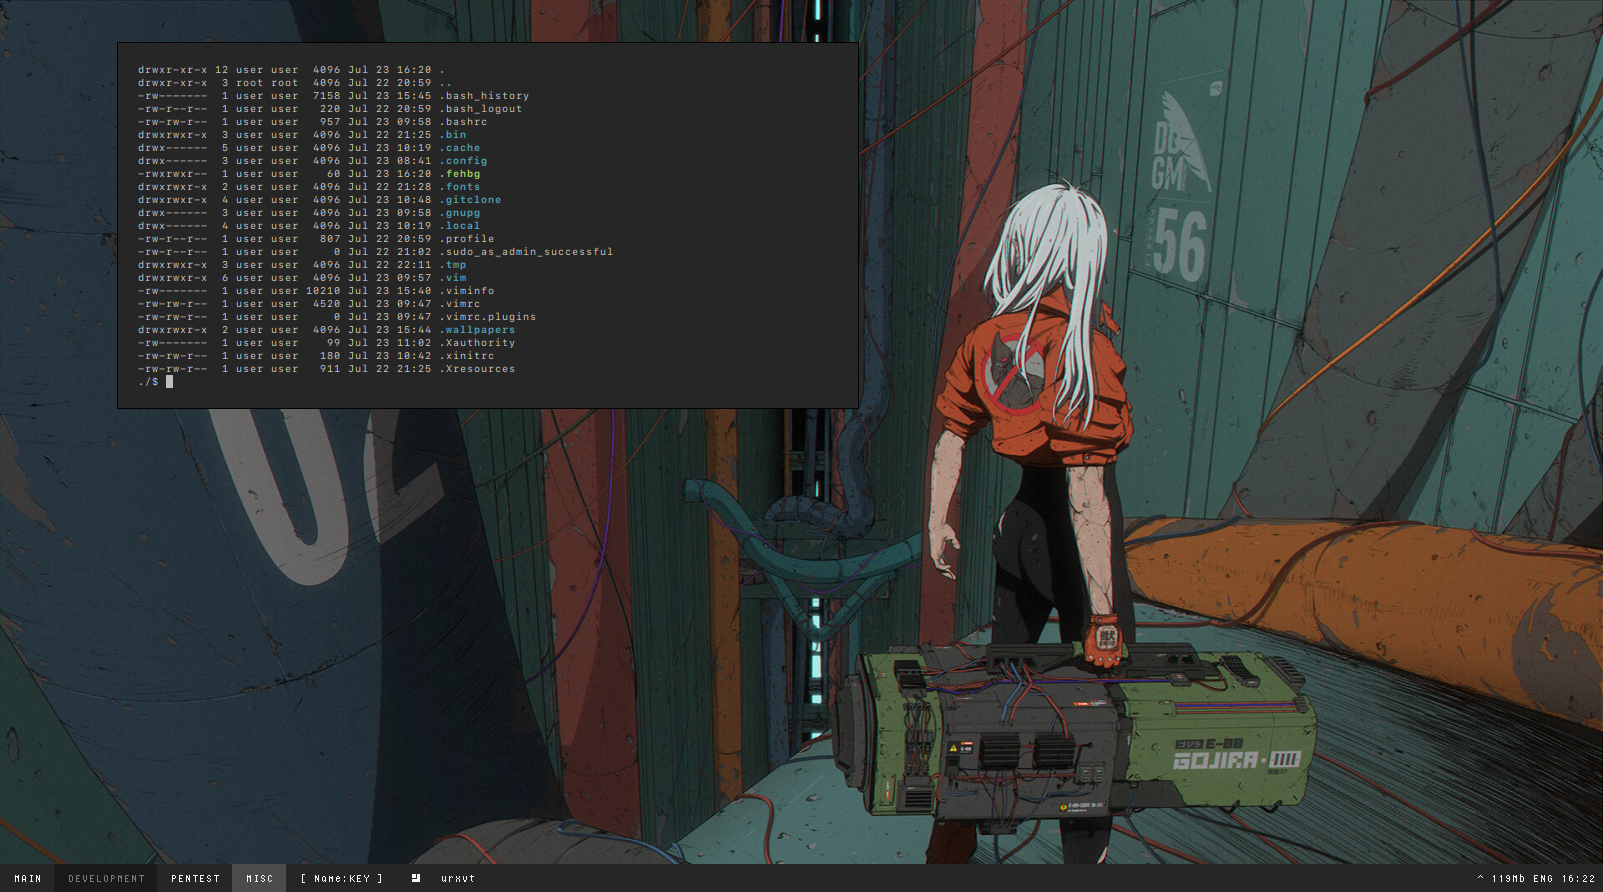 drwxr-xr-x 12 user user  4096 Jul 23 16:20 .
drwxr-xr-x  3 root root  4096 Jul 22 20:59 ..
-rw-------  1 user user  7158 Jul 23 15:45 .bash_history
-rw-r--r--  1 user user   220 Jul 22 20:59 .bash_logout
-rw-rw-r--  1 user user   957 Jul 23 09:58 .bashrc
drwxrwxr-x  3 user user  4096 Jul 22 21:25 .bin
drwx------  5 user user  4096 Jul 23 10:19 .cache
drwx------  3 user user  4096 Jul 23 08:41 .config
-rwxrwxr--  1 user user    60 Jul 23 16:20 .fehbg
drwxrwxr-x  2 user user  4096 Jul 22 21:28 .fonts
drwxrwxr-x  4 user user  4096 Jul 23 10:48 .gitclone
drwx------  3 user user  4096 Jul 23 09:58 .gnupg
drwx------  4 user user  4096 Jul 23 10:19 .local
-rw-r--r--  1 user user   807 Jul 22 20:59 .profile
-rw-r--r--  1 user user     0 Jul 22 21:02 .sudo_as_admin_successful
drwxrwxr-x  3 user user  4096 Jul 22 22:11 .tmp
drwxrwxr-x  6 user user  4096 Jul 23 09:57 .vim
-rw-------  1 user user 10210 Jul 23 15:40 .viminfo
-rw-rw-r--  1 user user  4520 Jul 23 09:47 .vimrc
-rw-rw-r--  1 user user     0 Jul 23 09:47 .vimrc.plugins
drwxrwxr-x  2 user user  4096 Jul 23 15:44 .wallpapers
-rw-------  1 user user    99 Jul 23 11:02 .Xauthority
-rw-rw-r--  1 user user   180 Jul 23 10:42 .xinitrc
-rw-rw-r--  1 user user   911 Jul 22 21:25 .Xresources
./$
DG
GM
56
02
獣
ゴジラ E-00
GOJIRA-
MAIN DEVELOPMENT PENTEST MISC [ Name:KEY ] urxvt ^ 119Mb ENG 16:22